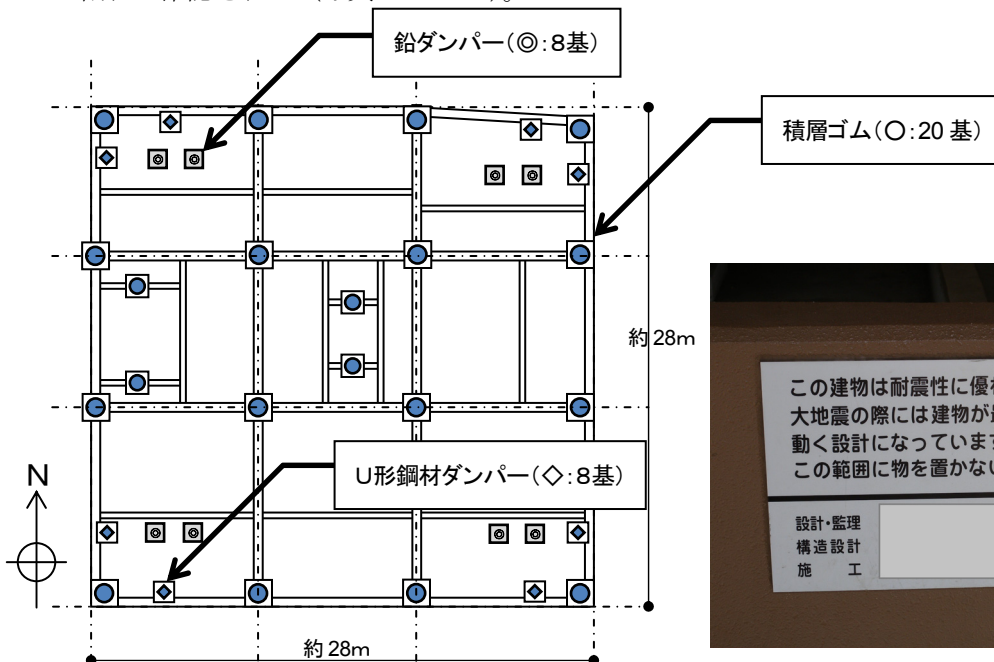 鉛ダンパー(◎:8基)
積層ゴム(○:20 基)
約 28m
U形鋼材ダンパー(◇:8基)
N
約 28m
この建物は耐震性に優
大地震の際には建物が
動く設計になっています
この範囲に物を置かない
設計・監理
構造設計
施 工